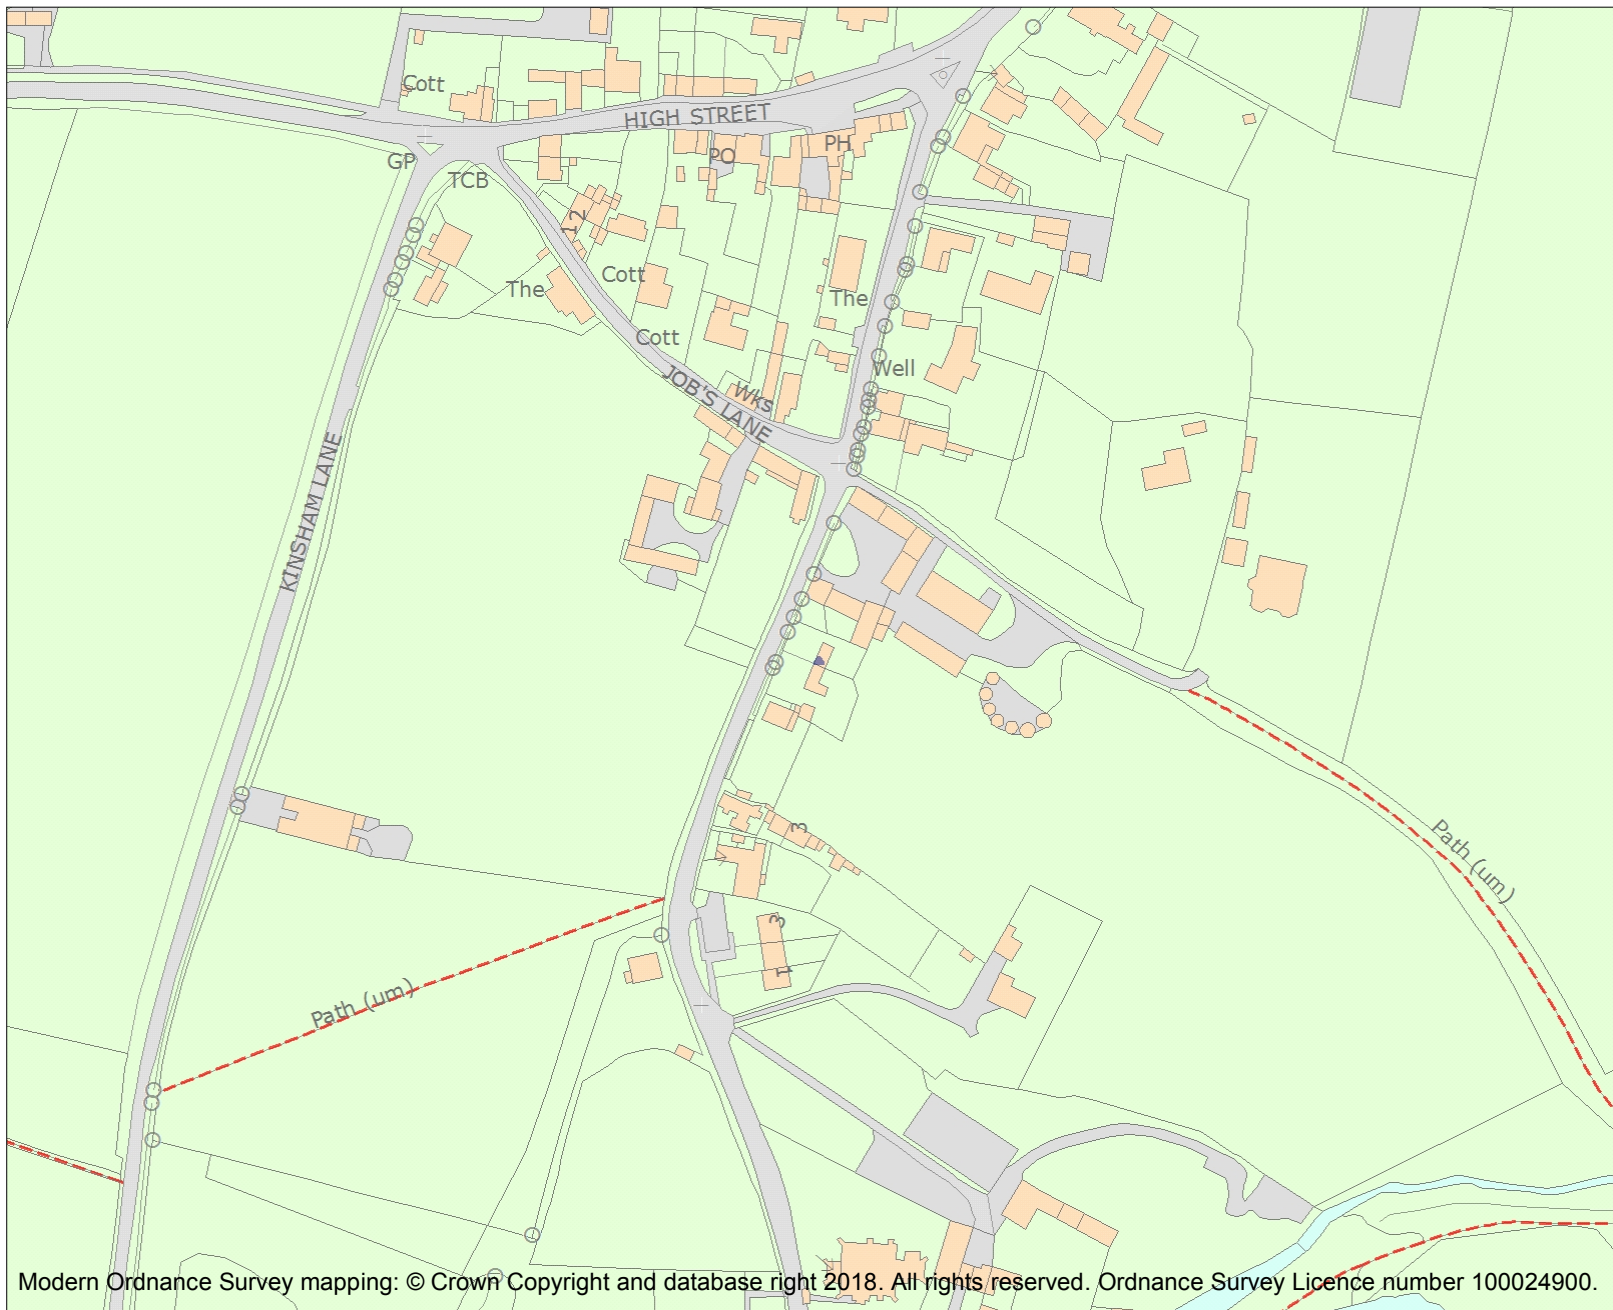 Cott
HIGH STREET
GP
PO
PH
TCB
12
The
Cott
The
Cott
Well
JOB'S LANE
Wks
KINSHAM LANE
3
Path (um)
3
1
Path (um)
Modern Ordnance Survey mapping: © Crown Copyright and database right 2018. All rights reserved. Ordnance Survey Licence number 100024900.